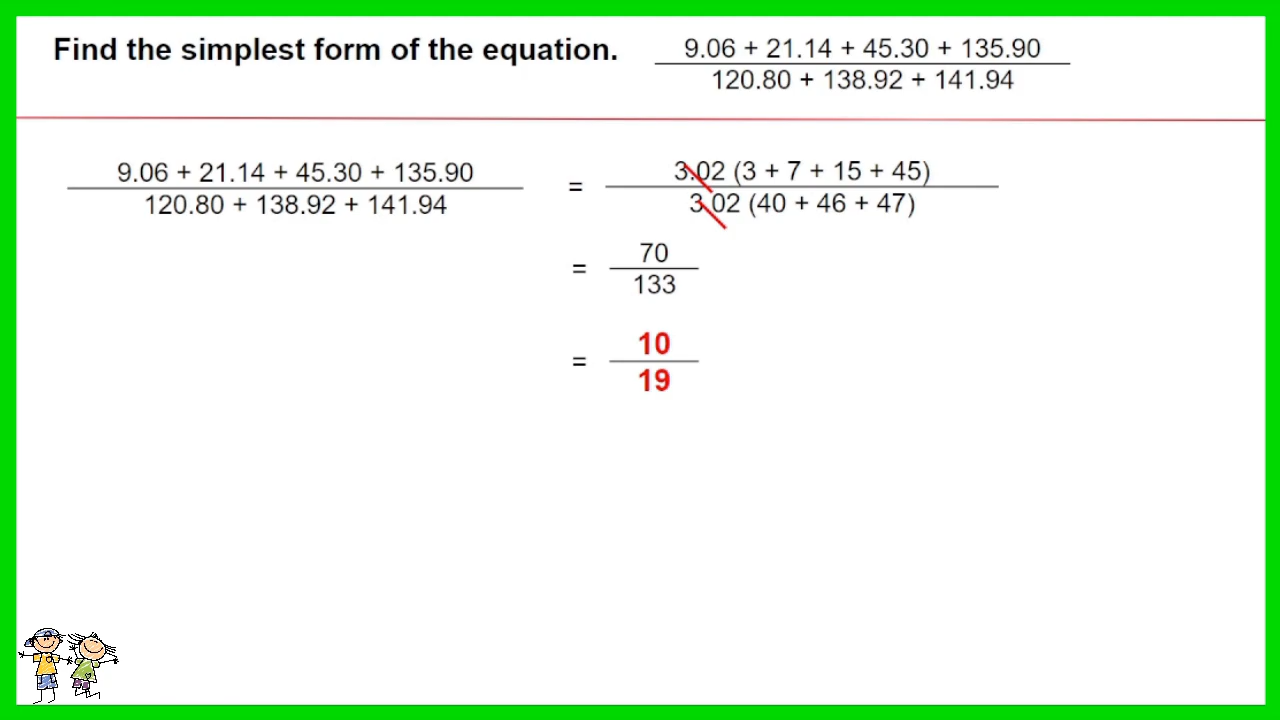 Find the simplest form of the equation.
9.06 + 21.14 + 45.30 + 135.90
120.80 + 138.92 + 141.94
9.06 + 21.14 + 45.30 + 135.90
120.80 + 138.92 + 141.94
=
3.02 (3 + 7 + 15 + 45)
3.02 (40 + 46 + 47)
=
70
133
=
10
19